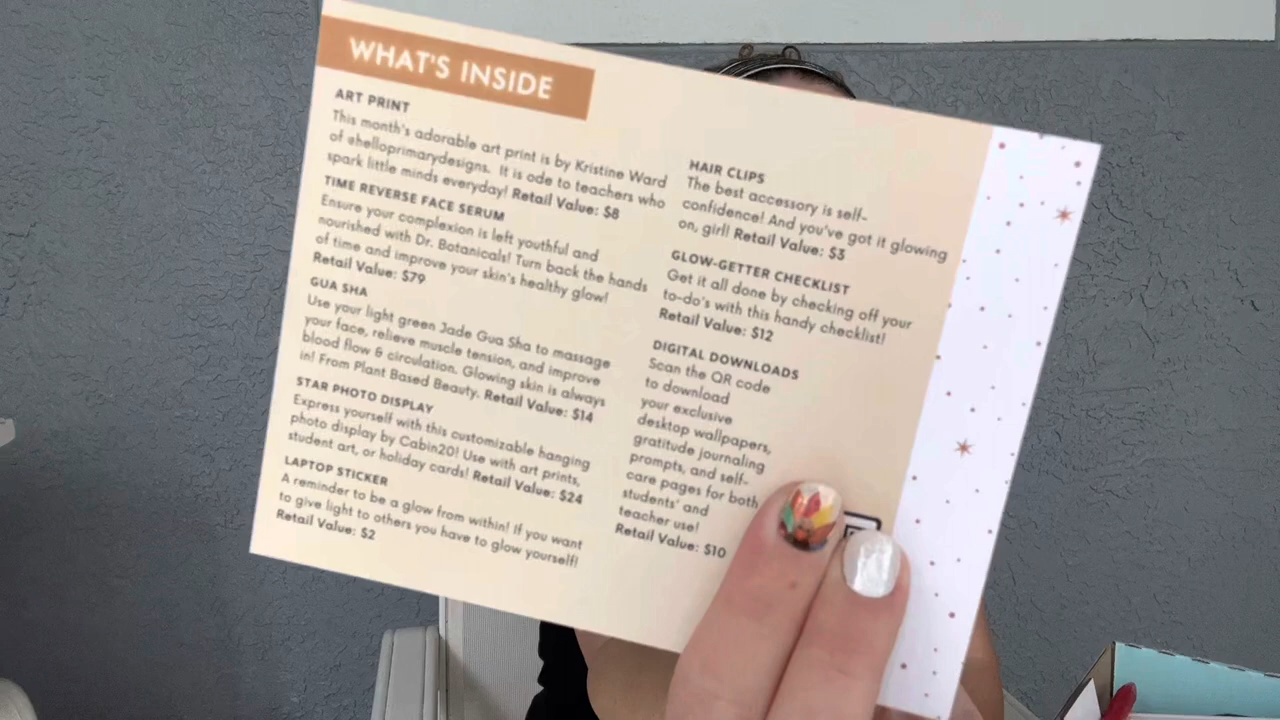 WHAT'S INSIDE
ART PRINT
This month's adorable art print is by Kristine Ward
of @helloprimarydesigns. It is ode to teachers who
spark little minds everyday! Retail Value: $8
TIME REVERSE FACE SERUM
Ensure your complexion is left youthful and
nourished with Dr. Botanicals! Turn back the hands
of time and improve your skin's healthy glow!
Retail Value: $79
GUA SHA
Use your light green Jade Gua Sha to massage
your face, relieve muscle tension, and improve
blood flow & circulation. Glowing skin is always
in! From Plant Based Beauty. Retail Value: $14
STAR PHOTO DISPLAY
Express yourself with this customizable hanging
photo display by Cabin20! Use with art prints,
student art, or holiday cards! Retail Value: $24
LAPTOP STICKER
A reminder to be a glow from within! If you want
to give light to others you have to glow yourself!
Retail Value: $2
HAIR CLIPS
The best accessory is self-
confidence! And you've got it glowing
on, girl! Retail Value: $3
GLOW-GETTER CHECKLIST
Get it all done by checking off your
to-do's with this handy checklist!
Retail Value: $12
DIGITAL DOWNLOADS
Scan the QR code
to download
your exclusive
desktop wallpapers,
gratitude journaling
prompts, and self-
care pages for both
students' and
teacher use!
Retail Value: $10